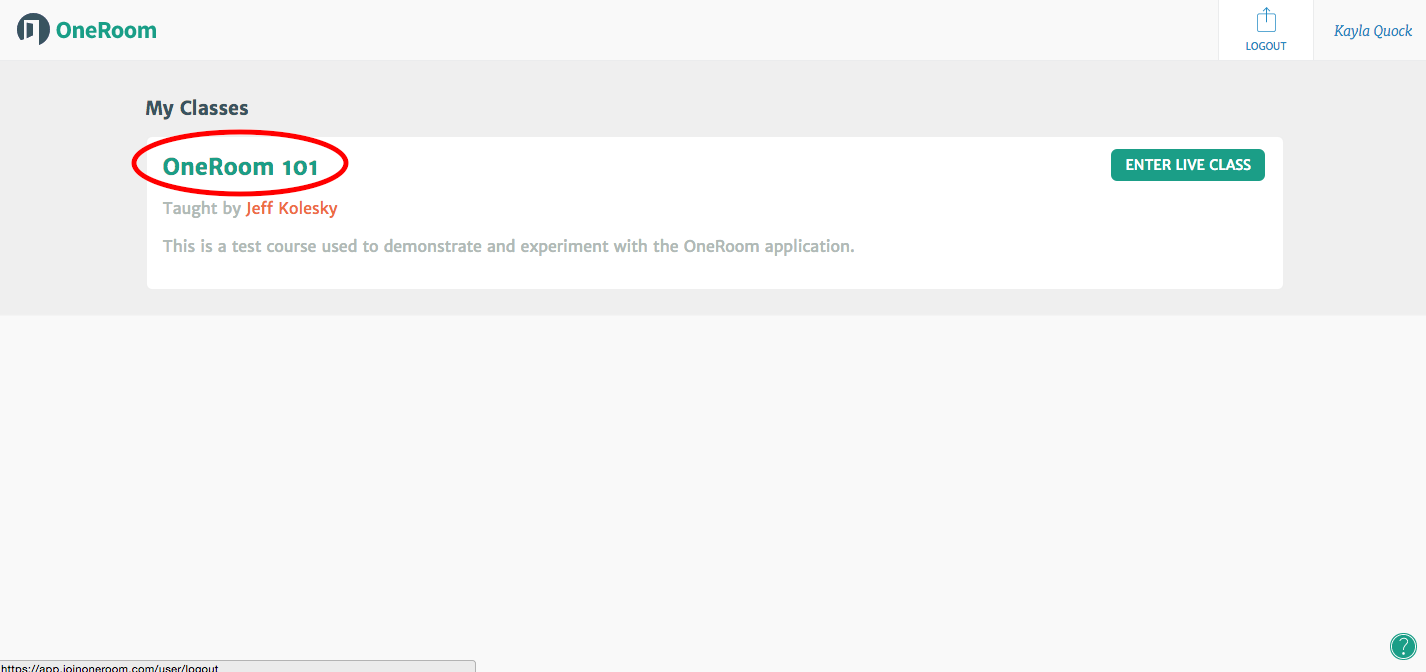 OneRoom
LOGOUT
Kayla Quock
My Classes
OneRoom 101
ENTER LIVE CLASS
Taught by Jeff Kolesky
This is a test course used to demonstrate and experiment with the OneRoom application.
?
https://app.joinoneroom.com/user/logout